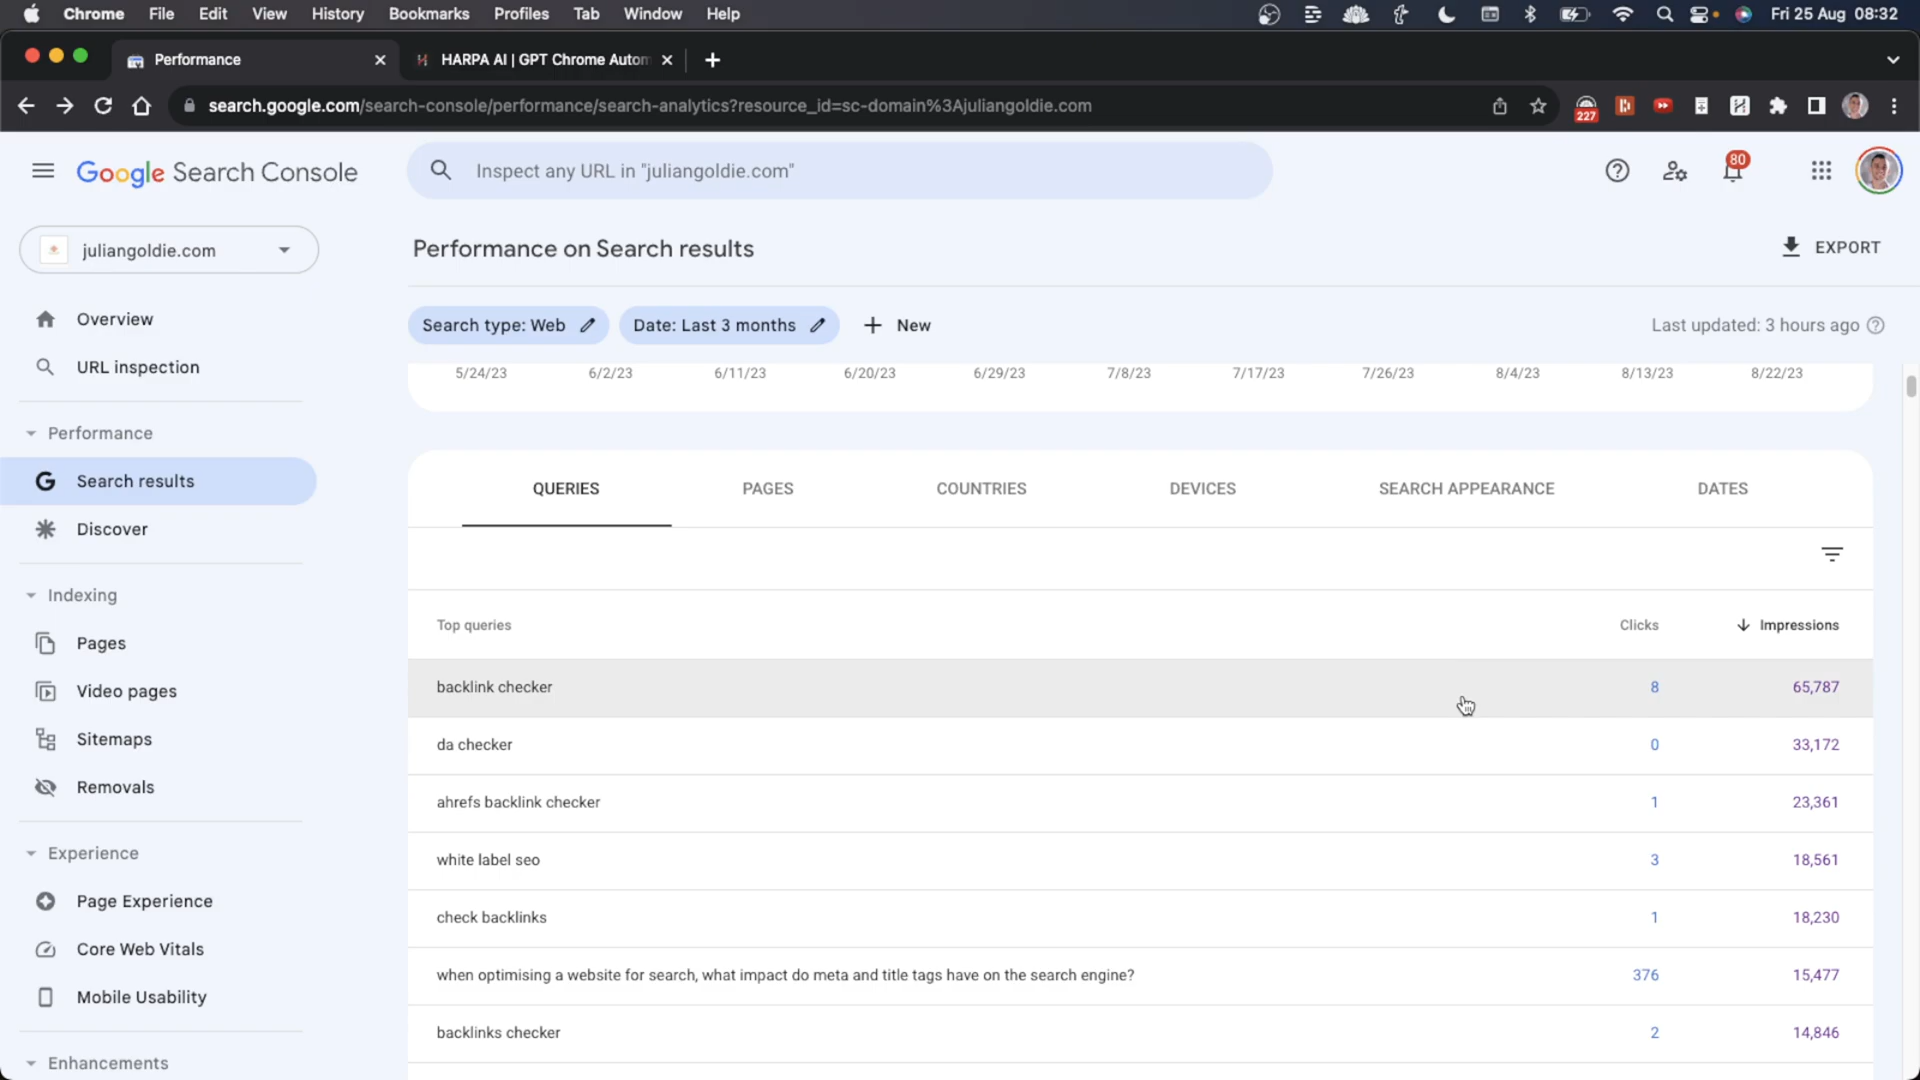 Chrome File Edit View History Bookmarks Profiles Tab Window Help Fri 25 Aug 08:32
Performance HARPA AI | GPT Chrome Autom
search.google.com/search-console/performance/search-analytics?resource_id=sc-domain%3Ajuliangoldie.com 227
Google Search Console Inspect any URL in "juliangoldie.com" 80
juliangoldie.com
Performance on Search results EXPORT
Search type: Web Date: Last 3 months New Last updated: 3 hours ago
Overview
URL inspection
Performance
Search results
Discover
Indexing
Pages
Video pages
Sitemaps
Removals
Experience
Page Experience
Core Web Vitals
Mobile Usability
Enhancements
5/24/23 6/2/23 6/11/23 6/20/23 6/29/23 7/8/23 7/17/23 7/26/23 8/4/23 8/13/23 8/22/23
QUERIES PAGES COUNTRIES DEVICES SEARCH APPEARANCE DATES
Top queries Clicks Impressions
backlink checker 8 65,787
da checker 0 33,172
ahrefs backlink checker 1 23,361
white label seo 3 18,561
check backlinks 1 18,230
when optimising a website for search, what impact do meta and title tags have on the search engine? 376 15,477
backlinks checker 2 14,846